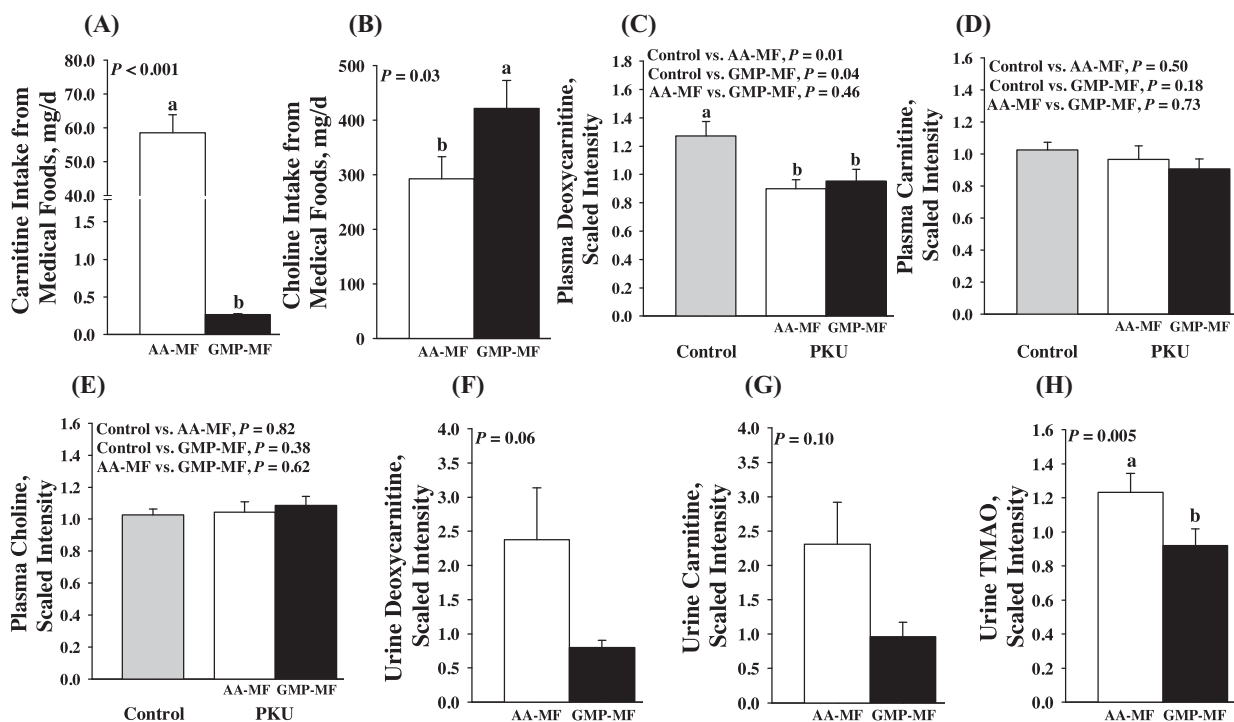 (A)
Carnitine Intake from
Medical Foods, mg/d
80.0
70.0
60.0
50.0
40.0
1.5
1.0
0.5
0.0
P < 0.001
a
b
AA-MF GMP-MF
(B)
Choline Intake from
Medical Foods, mg/d
500
400
300
200
100
0
P = 0.03
b
a
AA-MF GMP-MF
(C)
Plasma Deoxycarnitine,
Scaled Intensity
1.8
1.6
1.4
1.2
1.0
0.8
0.6
0.4
0.2
0.0
Control vs. AA-MF, P = 0.01
Control vs. GMP-MF, P = 0.04
AA-MF vs. GMP-MF, P = 0.46
a
b
b
AA-MF GMP-MF
Control
PKU
(D)
Plasma Carnitine,
Scaled Intensity
1.6
1.4
1.2
1.0
0.8
0.6
0.4
0.2
0.0
Control vs. AA-MF, P = 0.50
Control vs. GMP-MF, P = 0.18
AA-MF vs. GMP-MF, P = 0.73
AA-MF GMP-MF
Control
PKU
(E)
Plasma Choline,
Scaled Intensity
1.6
1.4
1.2
1.0
0.8
0.6
0.4
0.2
0.0
Control vs. AA-MF, P = 0.82
Control vs. GMP-MF, P = 0.38
AA-MF vs. GMP-MF, P = 0.62
AA-MF GMP-MF
Control
PKU
(F)
Urine Deoxycarnitine,
Scaled Intensity
4.0
3.5
3.0
2.5
2.0
1.5
1.0
0.5
0.0
P = 0.06
AA-MF GMP-MF
(G)
Urine Carnitine,
Scaled Intensity
4.0
3.5
3.0
2.5
2.0
1.5
1.0
0.5
0.0
P = 0.10
AA-MF GMP-MF
(H)
Urine TMAO,
Scaled Intensity
1.6
1.4
1.2
1.0
0.8
0.6
0.4
0.2
0.0
P = 0.005
a
b
AA-MF GMP-MF